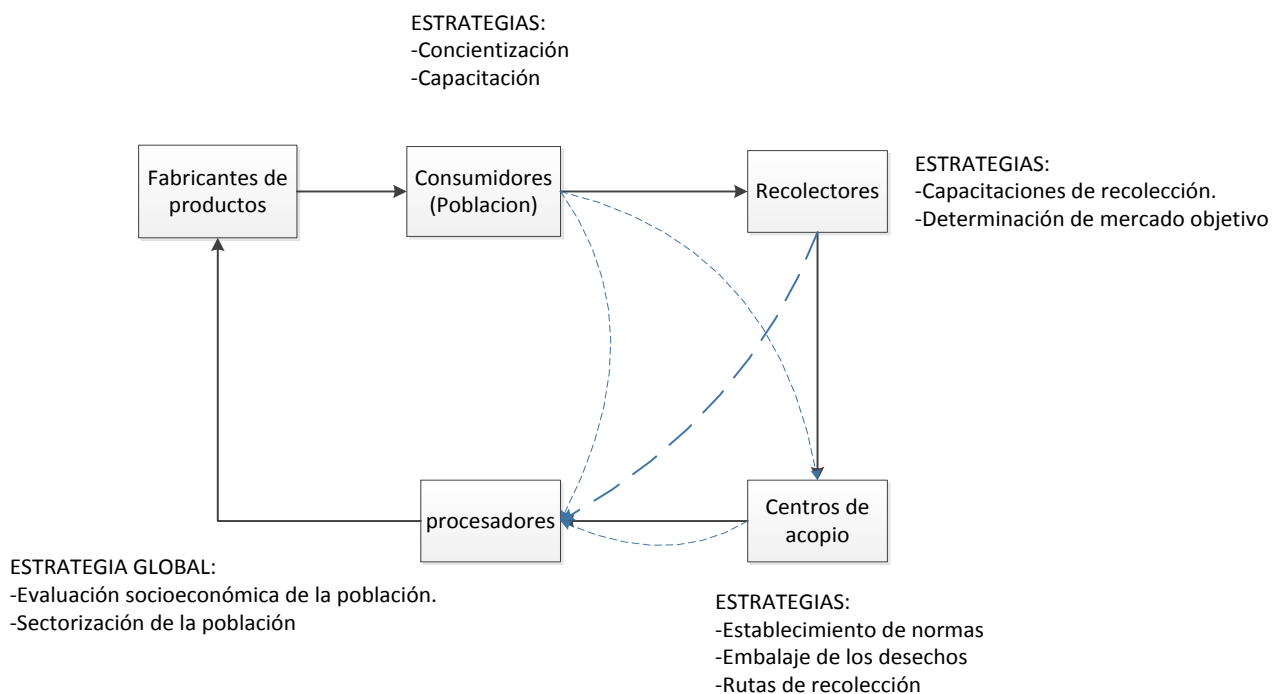 ESTRATEGIAS:
-Concientización
-Capacitación
Fabricantes de
productos
Consumidores
(Poblacion)
Recolectores
ESTRATEGIAS:
-Capacitaciones de recolección.
-Determinación de mercado objetivo
procesadores
Centros de
acopio
ESTRATEGIA GLOBAL:
-Evaluación socioeconómica de la población.
-Sectorización de la población
ESTRATEGIAS:
-Establecimiento de normas
-Embalaje de los desechos
-Rutas de recolección